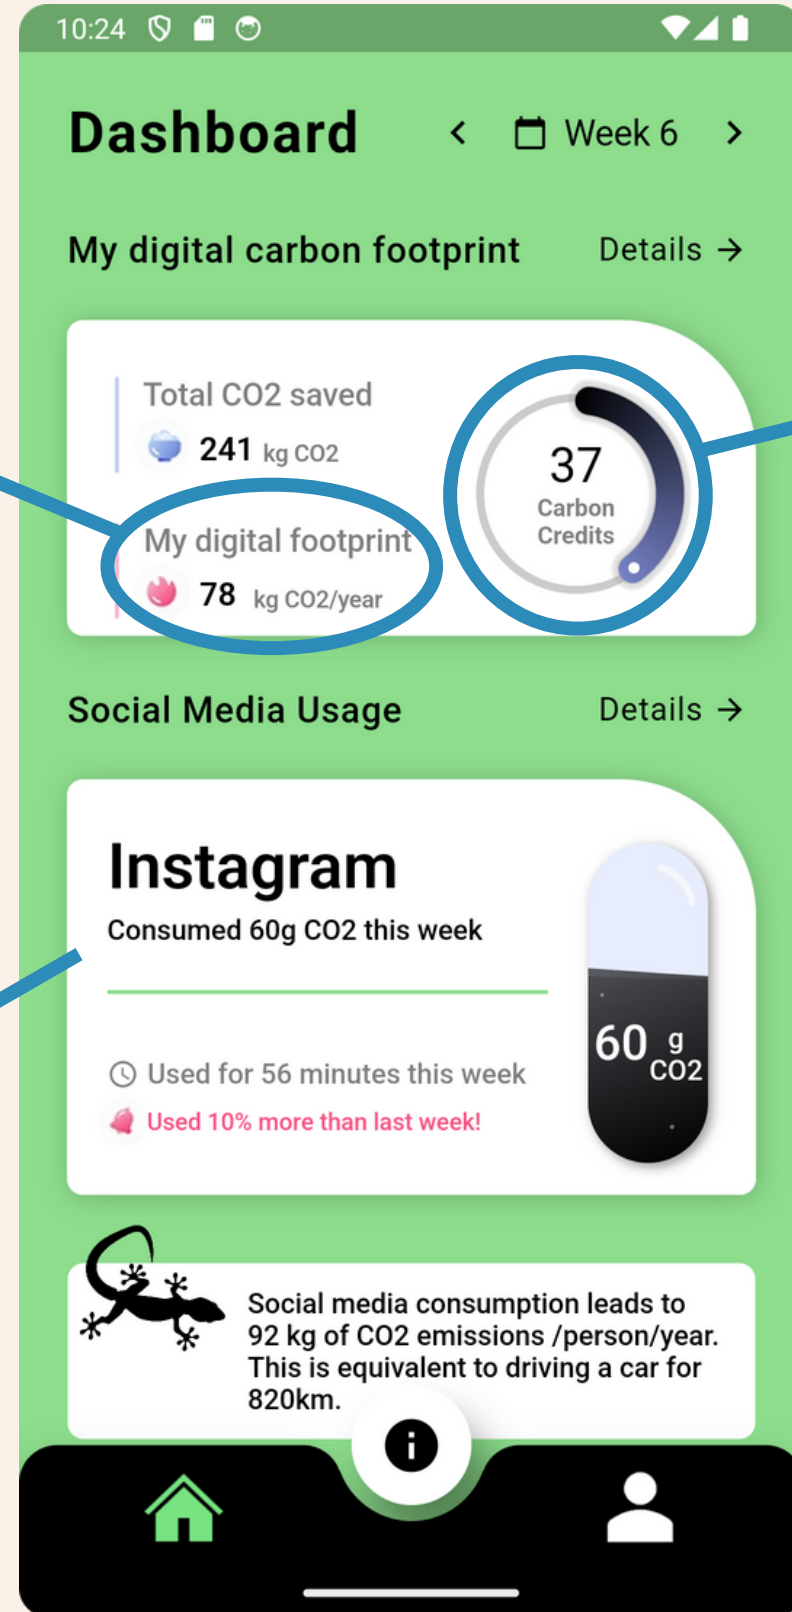 10:24
Dashboard
Week 6
My digital carbon footprint
Details →
Total CO2 saved
241 kg CO2
My digital footprint
78 kg CO2/year
37
Carbon
Credits
Social Media Usage
Details →
Instagram
Consumed 60g CO2 this week
Used for 56 minutes this week
Used 10% more than last week!
60 g
CO2
Social media consumption leads to
92 kg of CO2 emissions /person/year.
This is equivalent to driving a car for
820km.